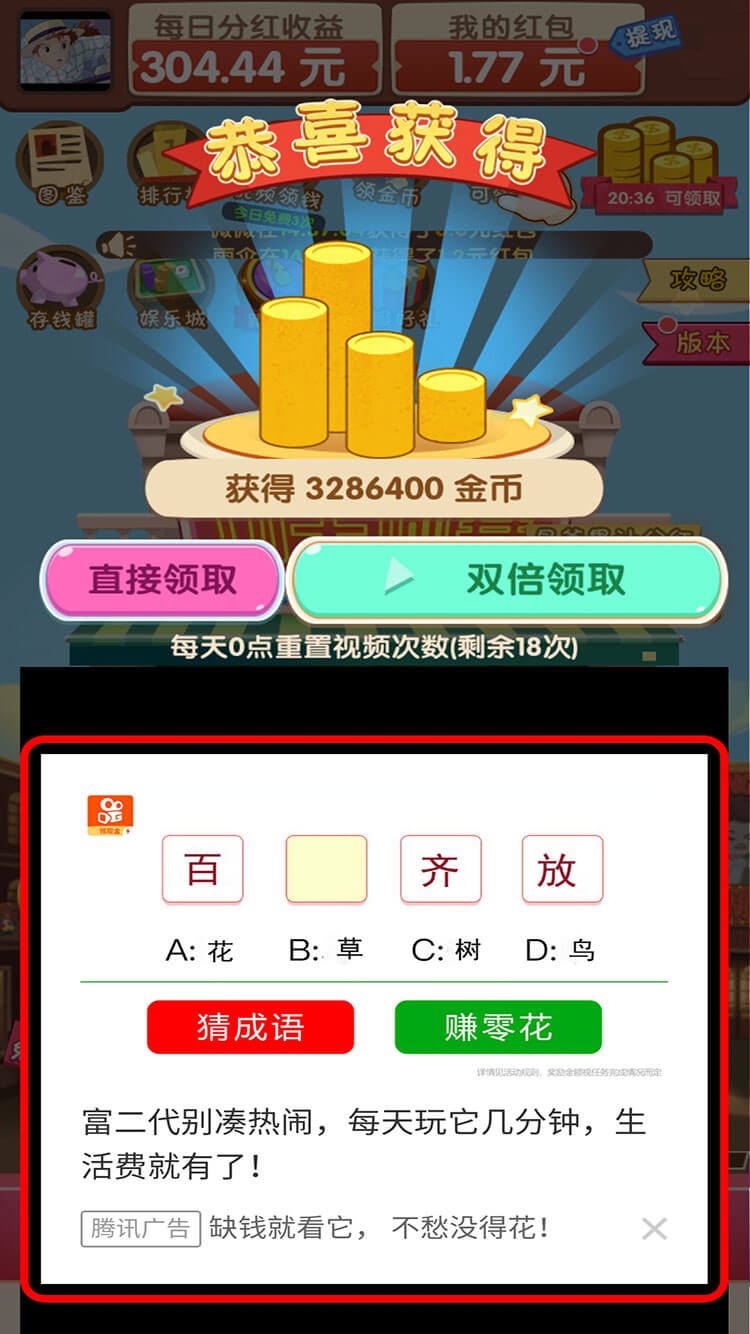 每日分红收益
我的红包
提现
304.44 元
1.77 元
恭喜获得
图鉴
排行
视频领钱
领金币
20:36 可领取
今日免费3次
存钱罐
娱乐城
攻略
版本
获得 3286400 金币
直接领取
双倍领取
每天0点重置视频次数(剩余18次)
百 齐 放
A: 花 B: 草 C: 树 D: 鸟
猜成语
赚零花
详情见活动规则，奖励金额视任务完成情况而定
富二代别凑热闹，每天玩它几分钟，生
活费就有了！
腾讯广告 缺钱就看它， 不愁没得花！